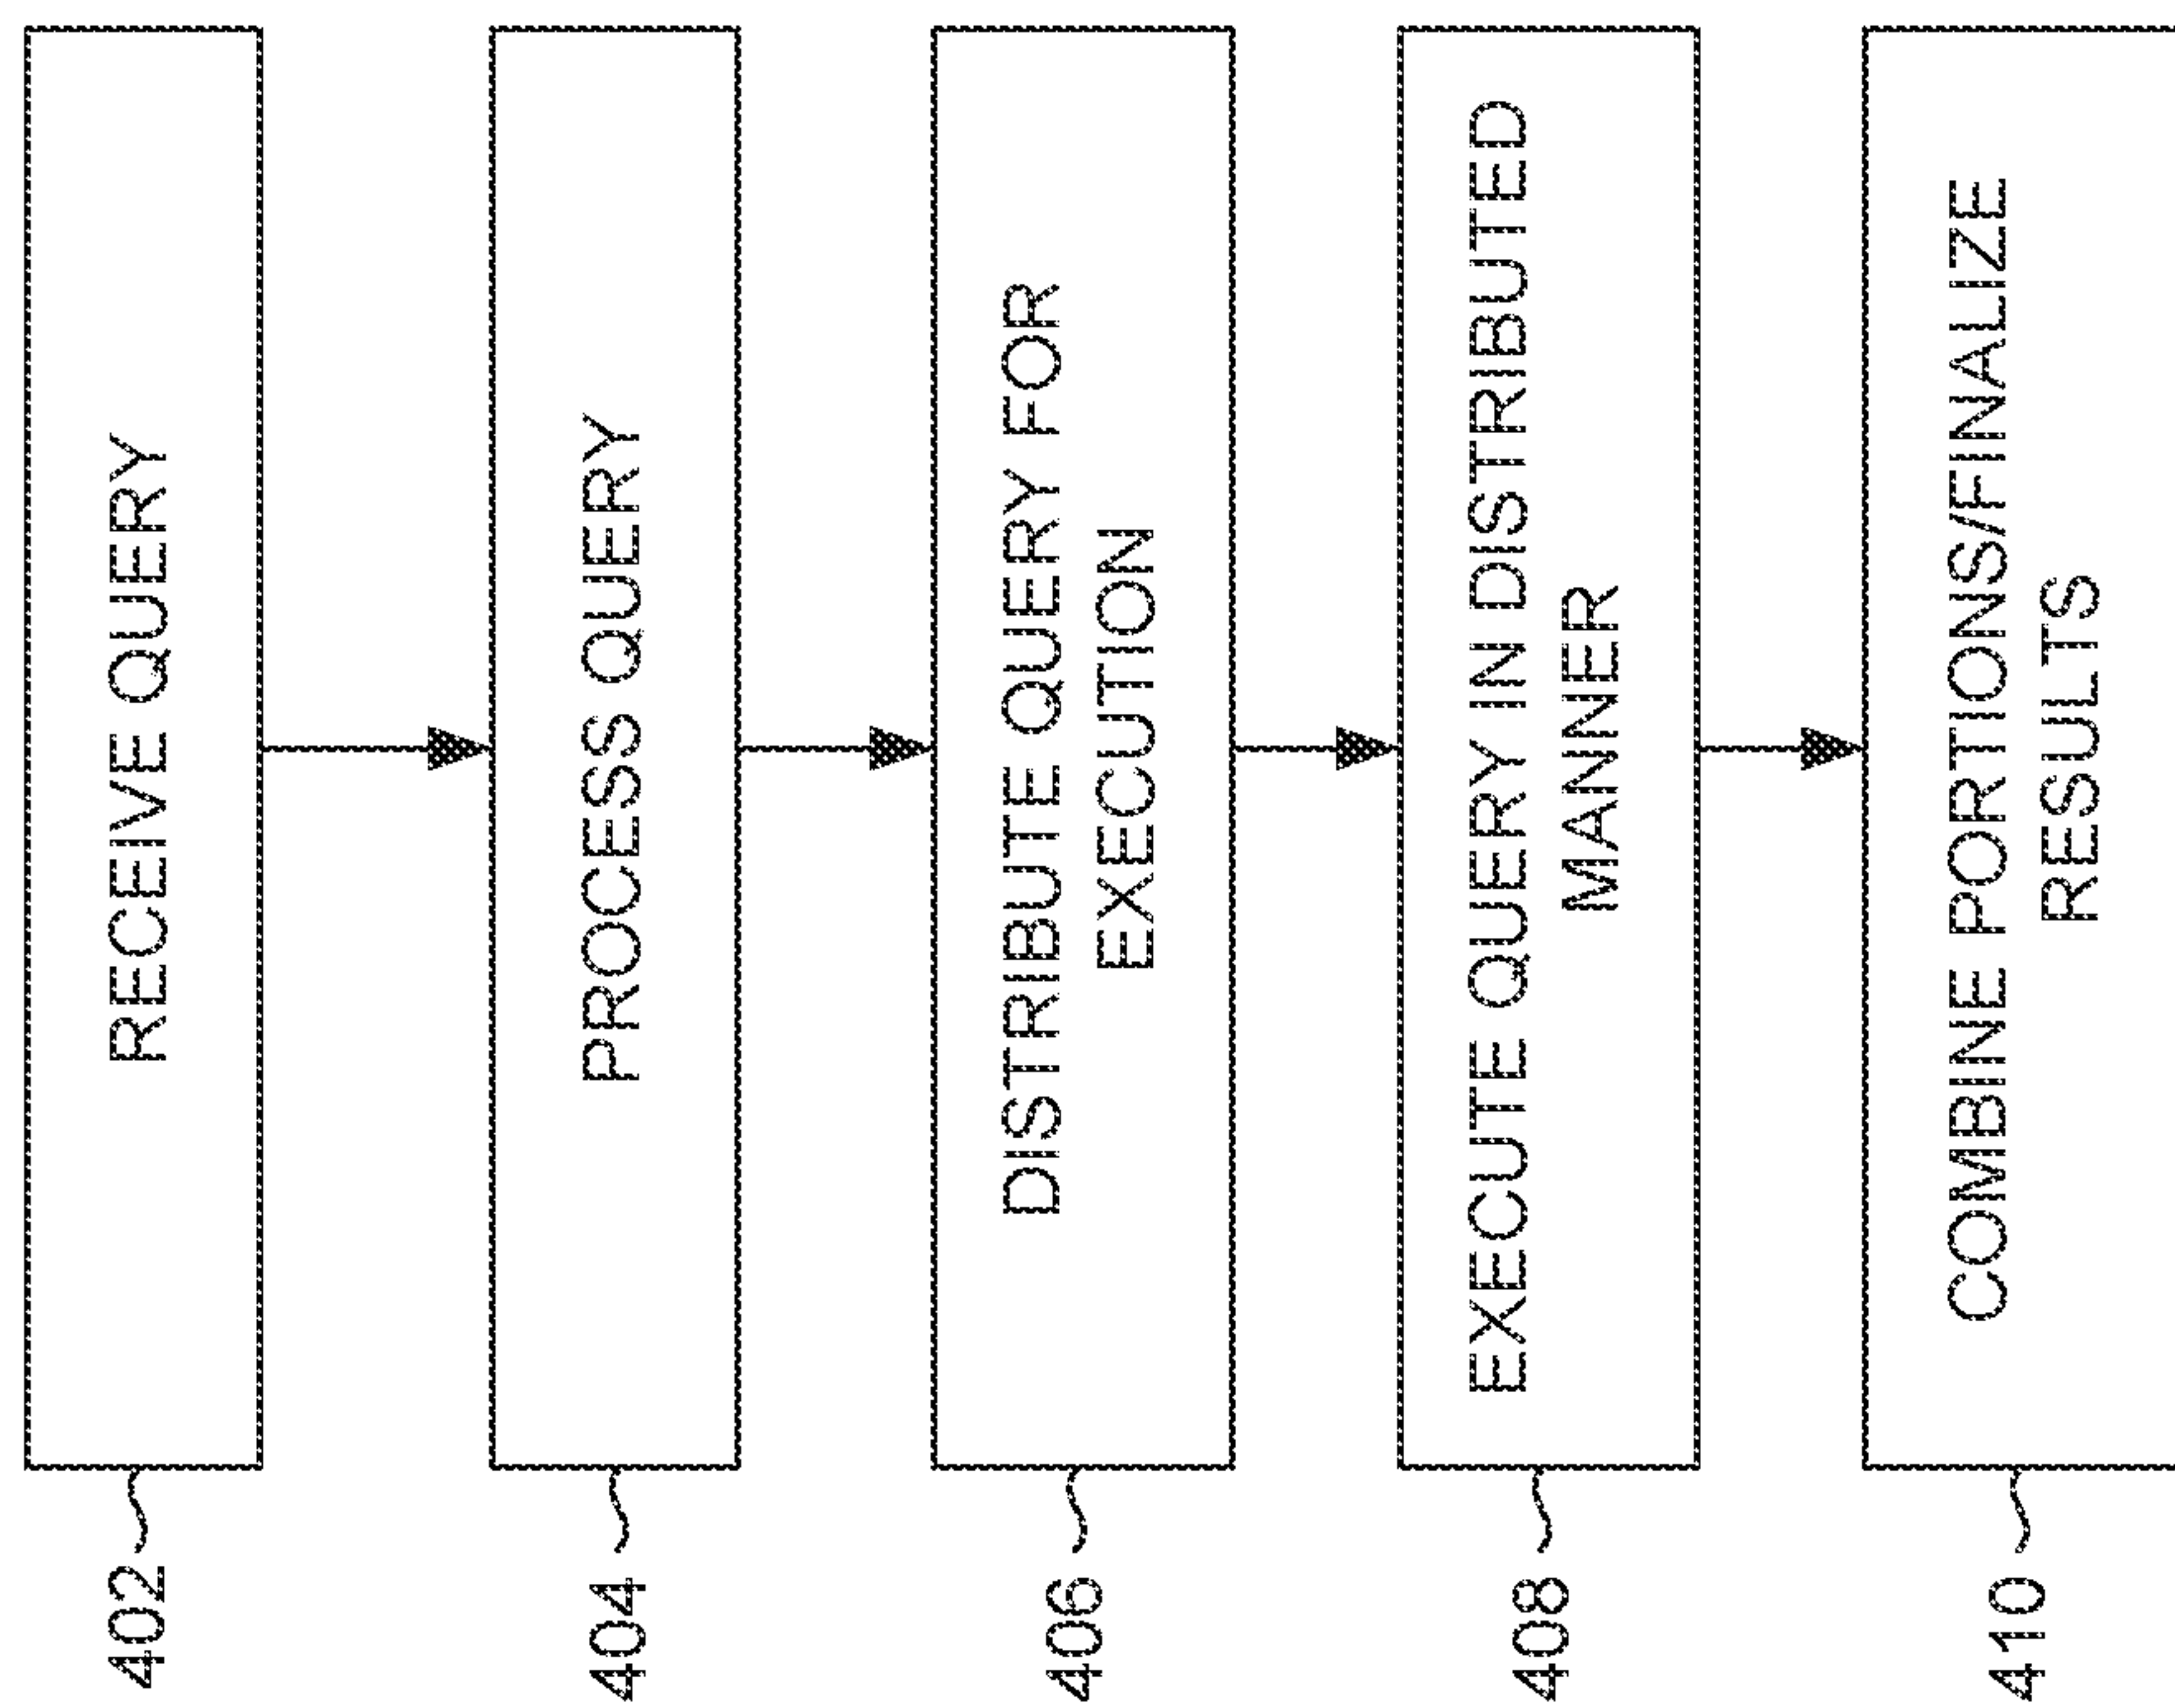 402
RECEIVE QUERY
404
PROCESS QUERY
406
DISTRIBUTE QUERY FOR
EXECUTION
408
EXECUTE QUERY IN DISTRIBUTED
MANNER
410
COMBINE PORTIONS/FINALIZE
RESULTS